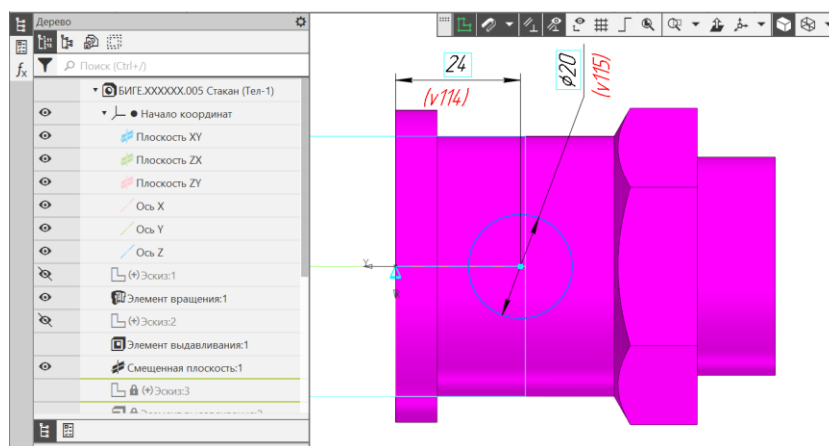 Дерево
fx
Поиск (Ctrl+/)
БИГЕ.XXXXXX.005 Стакан (Тел-1)
Начало координат
Плоскость XY
Плоскость ZX
Плоскость ZY
Ось X
Ось Y
Ось Z
(+)Эскиз:1
Элемент вращения:1
(+)Эскиз:2
Элемент выдавливания:1
Смещенная плоскость:1
(+)Эскиз:3
24
(v114)
⌀20
(v115)
Y